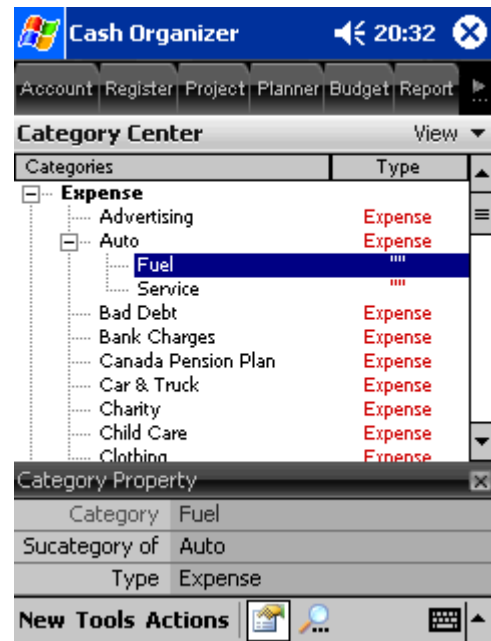 Cash Organizer 20:32
Account Register Project Planner Budget Report
Category Center View
Categories Type
Expense
Advertising Expense
Auto Expense
Fuel ""
Service ""
Bad Debt Expense
Bank Charges Expense
Canada Pension Plan Expense
Car & Truck Expense
Charity Expense
Child Care Expense
Clothing Expense
Category Property
Category Fuel
Sucategory of Auto
Type Expense
New Tools Actions